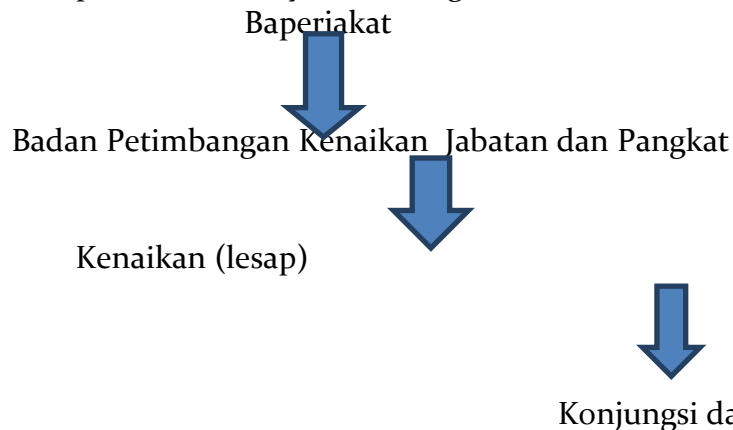 Baperjakat
Badan Petimbangan Kenaikan Jabatan dan Pangkat
Kenaikan (lesap)
Konjungsi da